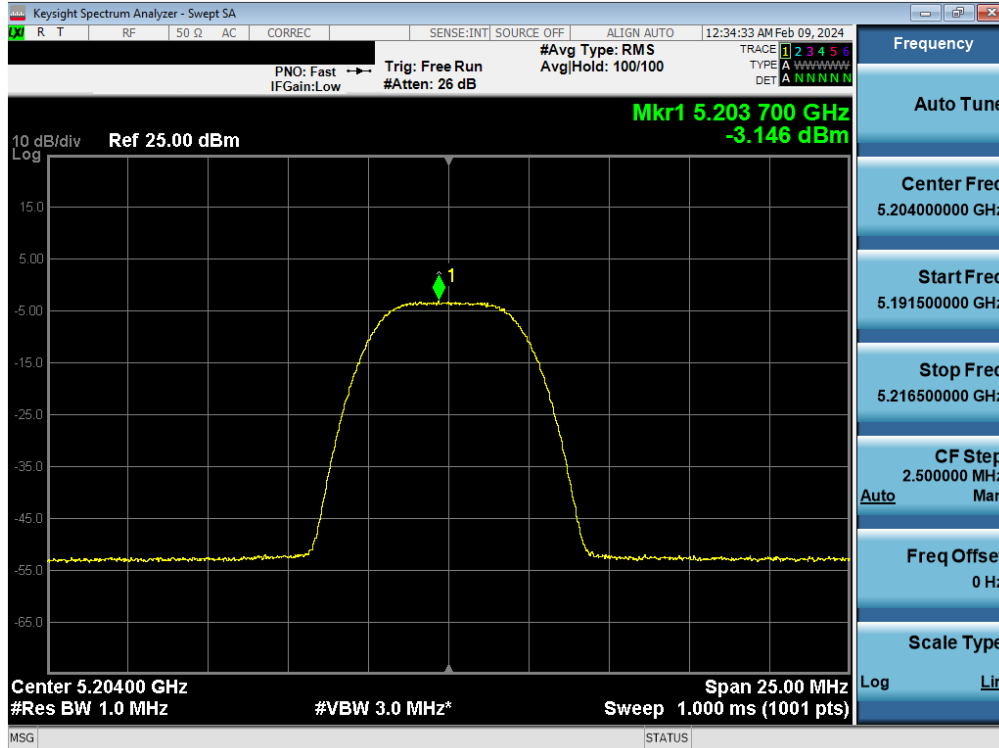 Keysight Spectrum Analyzer - Swept SA
LXI R T RF 50 Ω AC CORREC SENSE:INT SOURCE OFF ALIGN AUTO 12:34:33 AM Feb 09, 2024
PNO: Fast
IFGain:Low
Trig: Free Run
#Atten: 26 dB
#Avg Type: RMS
Avg|Hold: 100/100
TRACE 1 2 3 4 5 6
TYPE A WWWWW
DET A N N N N N
Mkr1 5.203 700 GHz
-3.146 dBm
10 dB/div
Log
Ref 25.00 dBm
15.0
5.00
-5.00
-15.0
-25.0
-35.0
-45.0
-55.0
-65.0
1
Center 5.20400 GHz
#Res BW 1.0 MHz
#VBW 3.0 MHz*
Span 25.00 MHz
Sweep 1.000 ms (1001 pts)
MSG
STATUS
Frequency
Auto Tune
Center Freq
5.204000000 GHz
Start Freq
5.191500000 GHz
Stop Freq
5.216500000 GHz
CF Step
2.500000 MHz
Auto Man
Freq Offset
0 Hz
Scale Type
Log Lin